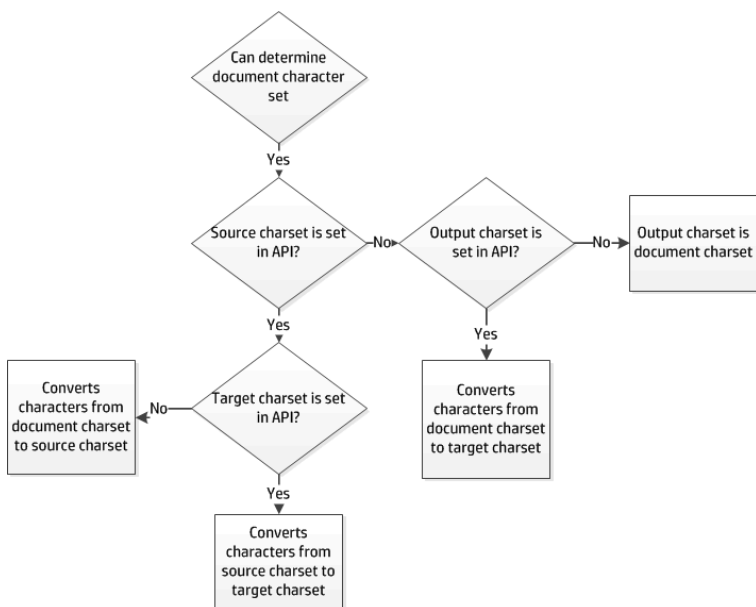 Can determine
document character
set
Yes
Source charset is set
in API?
No
Output charset is
set in API?
No
Output charset is
document charset
Yes
Yes
Converts
characters from
document charset
to source charset
No
Target charset is set
in API?
Converts
characters from
document charset
to target charset
Yes
Converts
characters from
source charset to
target charset